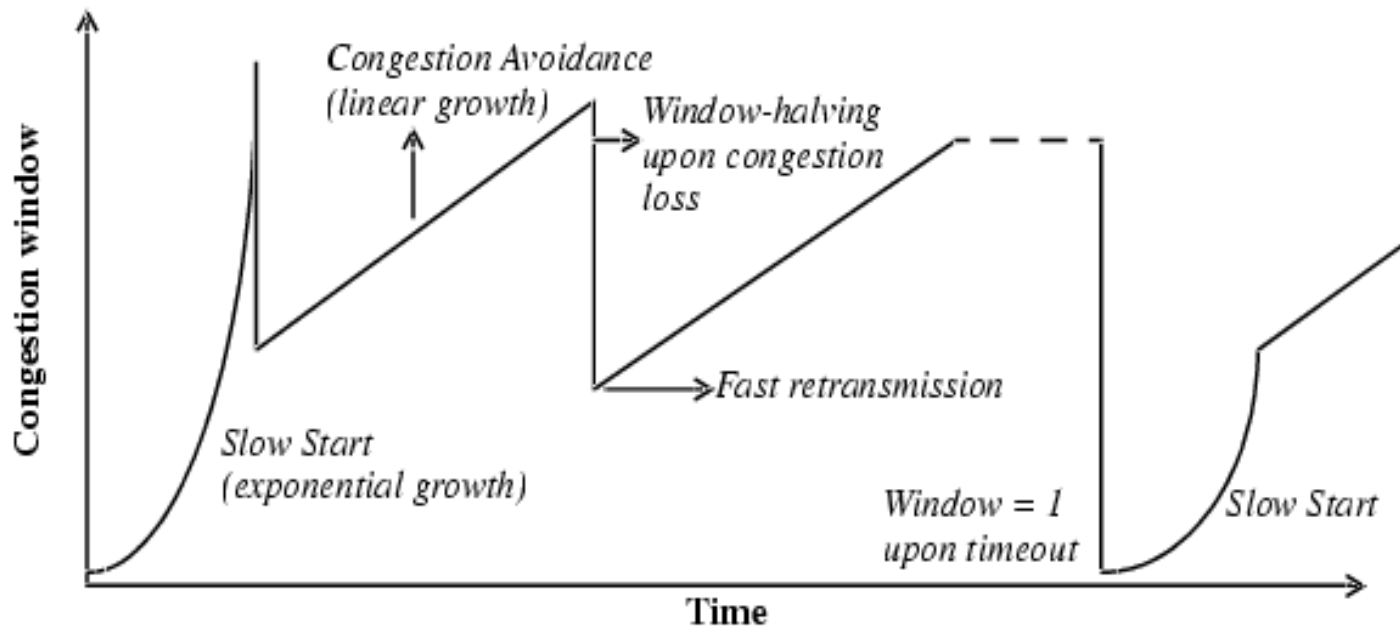 Congestion Avoidance
(linear growth)
Window-halving
upon congestion
loss
Congestion window
Fast retransmission
Slow Start
(exponential growth)
Window = 1
upon timeout
Slow Start
Time